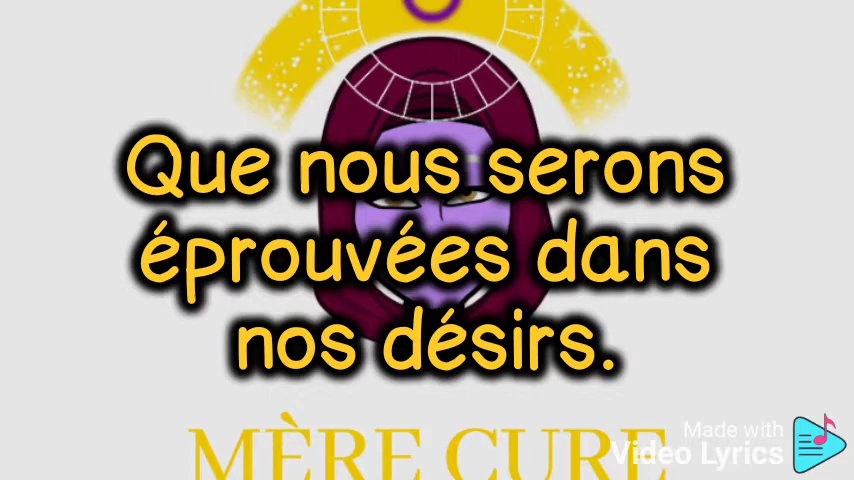 Que nous serons
éprouvées dans
nos désirs.
MÈRE CURE
Made with
Video Lyrics